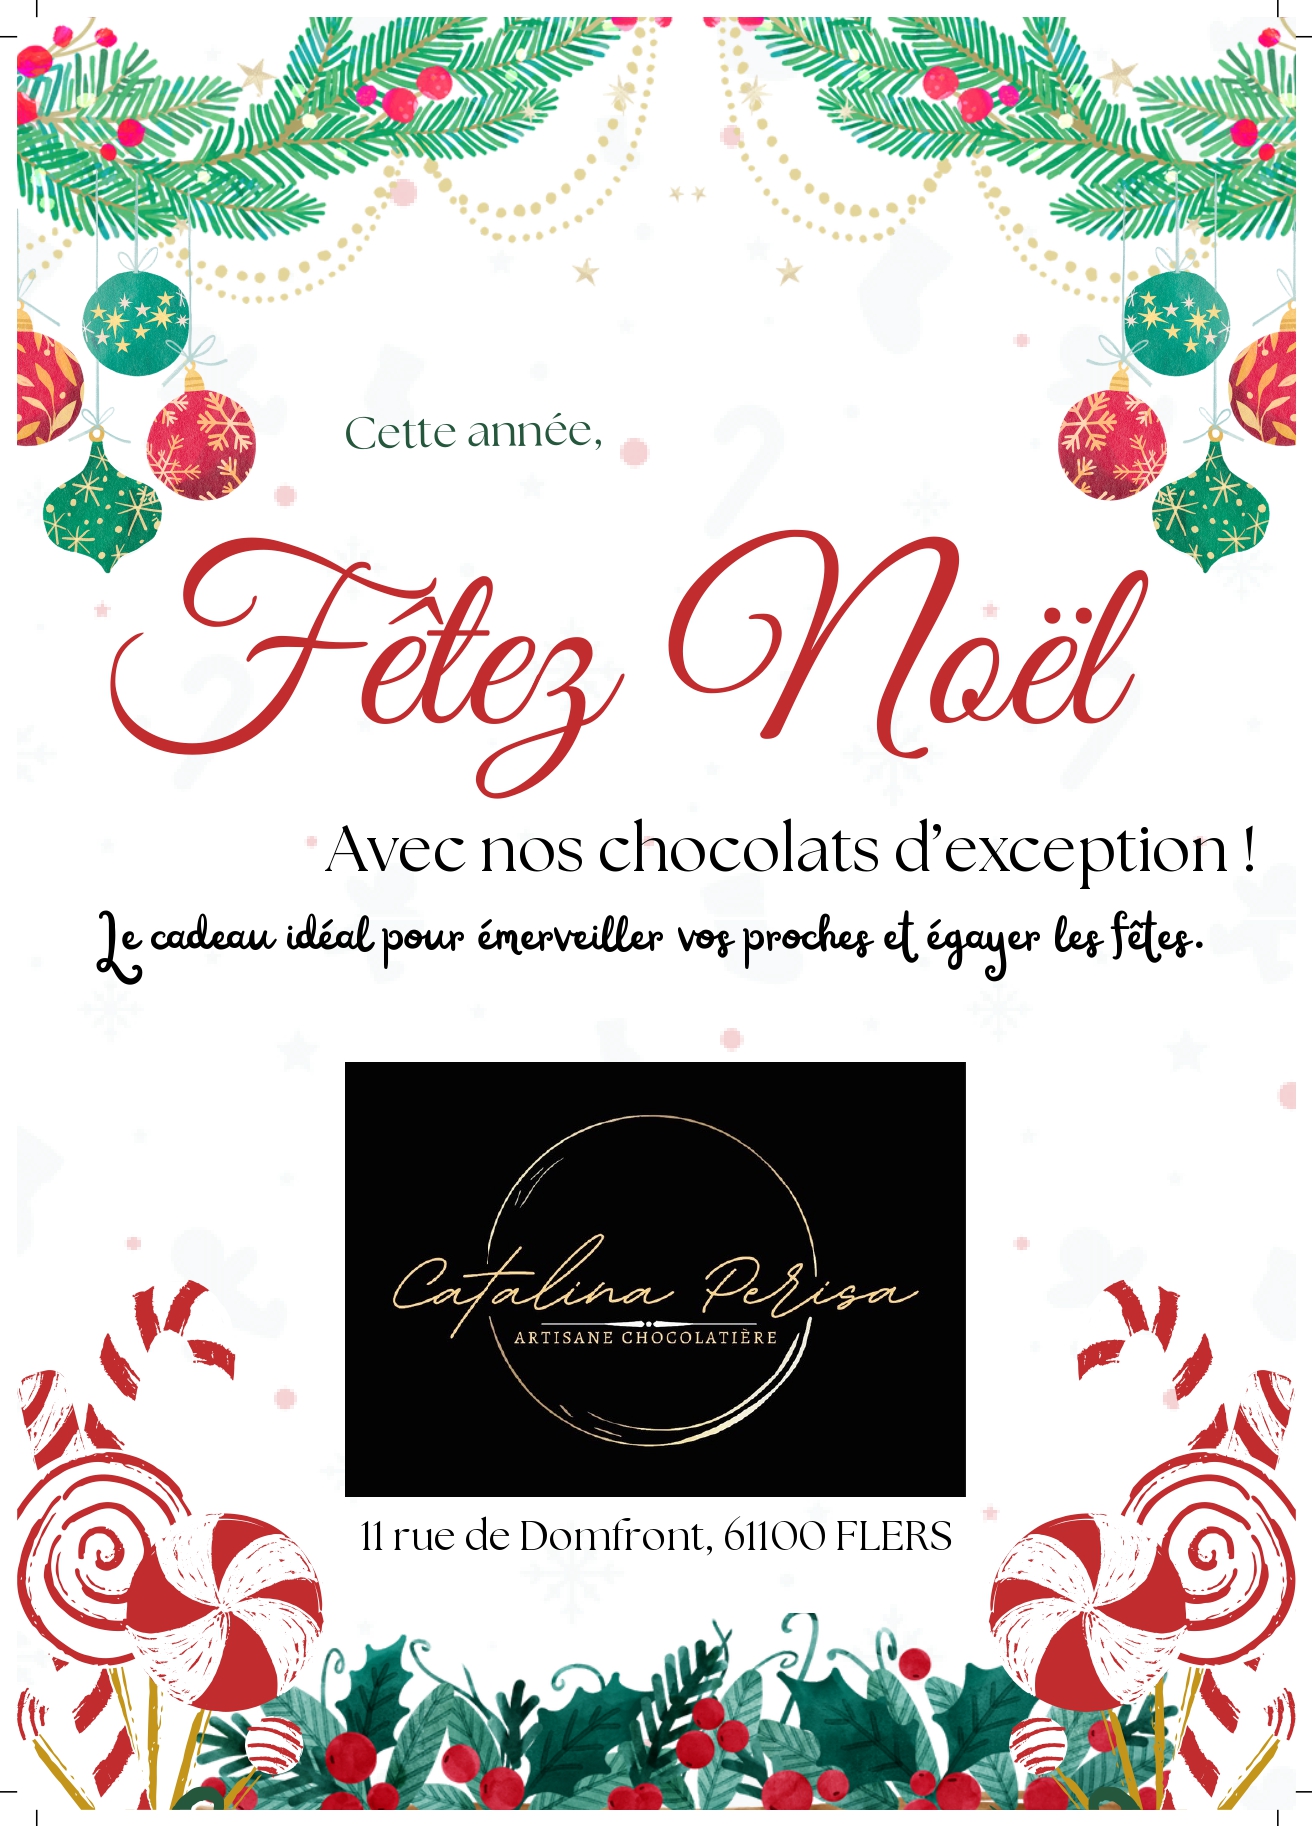 Cette année,
Fêtez Noël
Avec nos chocolats d'exception !
Le cadeau idéal pour émerveiller vos proches et égayer les fêtes.
Catalina Perisa
ARTISANE CHOCOLATIÈRE
11 rue de Domfront, 61100 FLERS